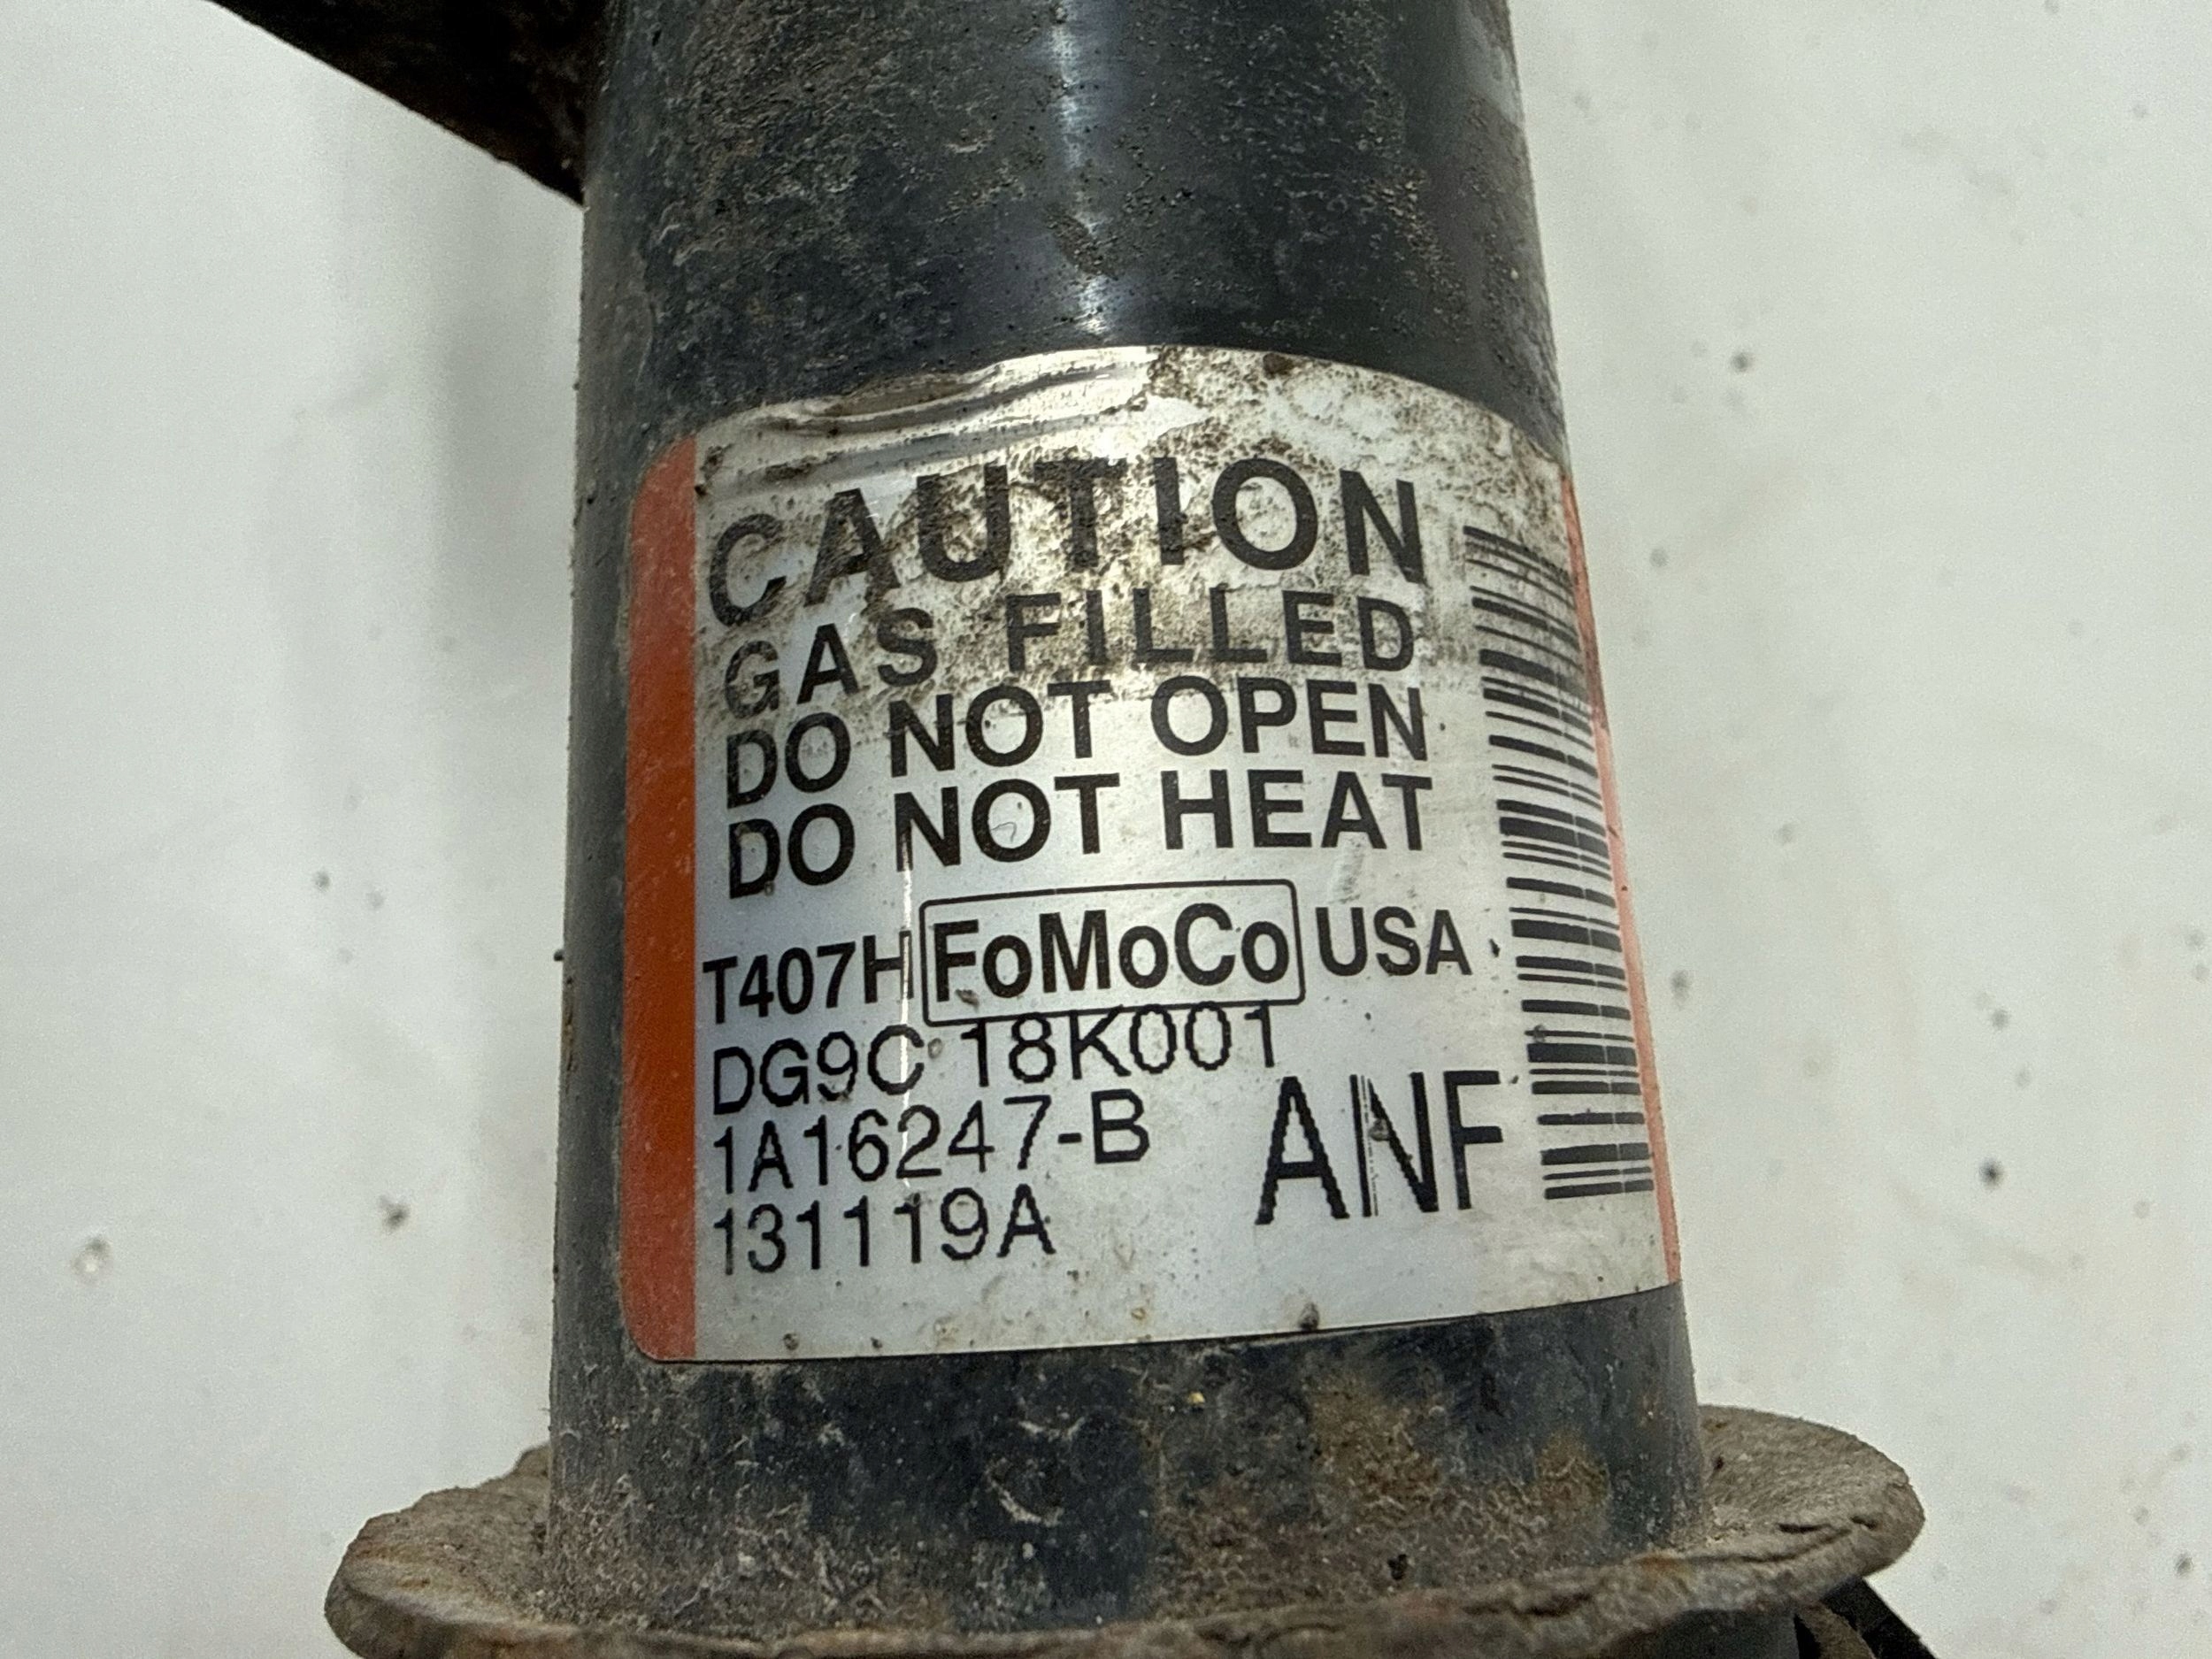 CAUTION
GAS FILLED
DO NOT OPEN
DO NOT HEAT
T407H FoMoCo USA
DG9C 18K001
1A16247-B ANF
131119A